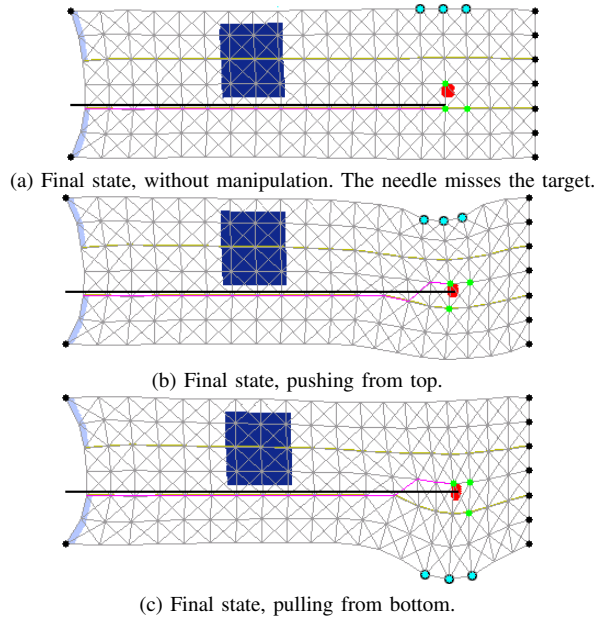 (a) Final state, without manipulation. The needle misses the target.
(b) Final state, pushing from top.
(c) Final state, pulling from bottom.